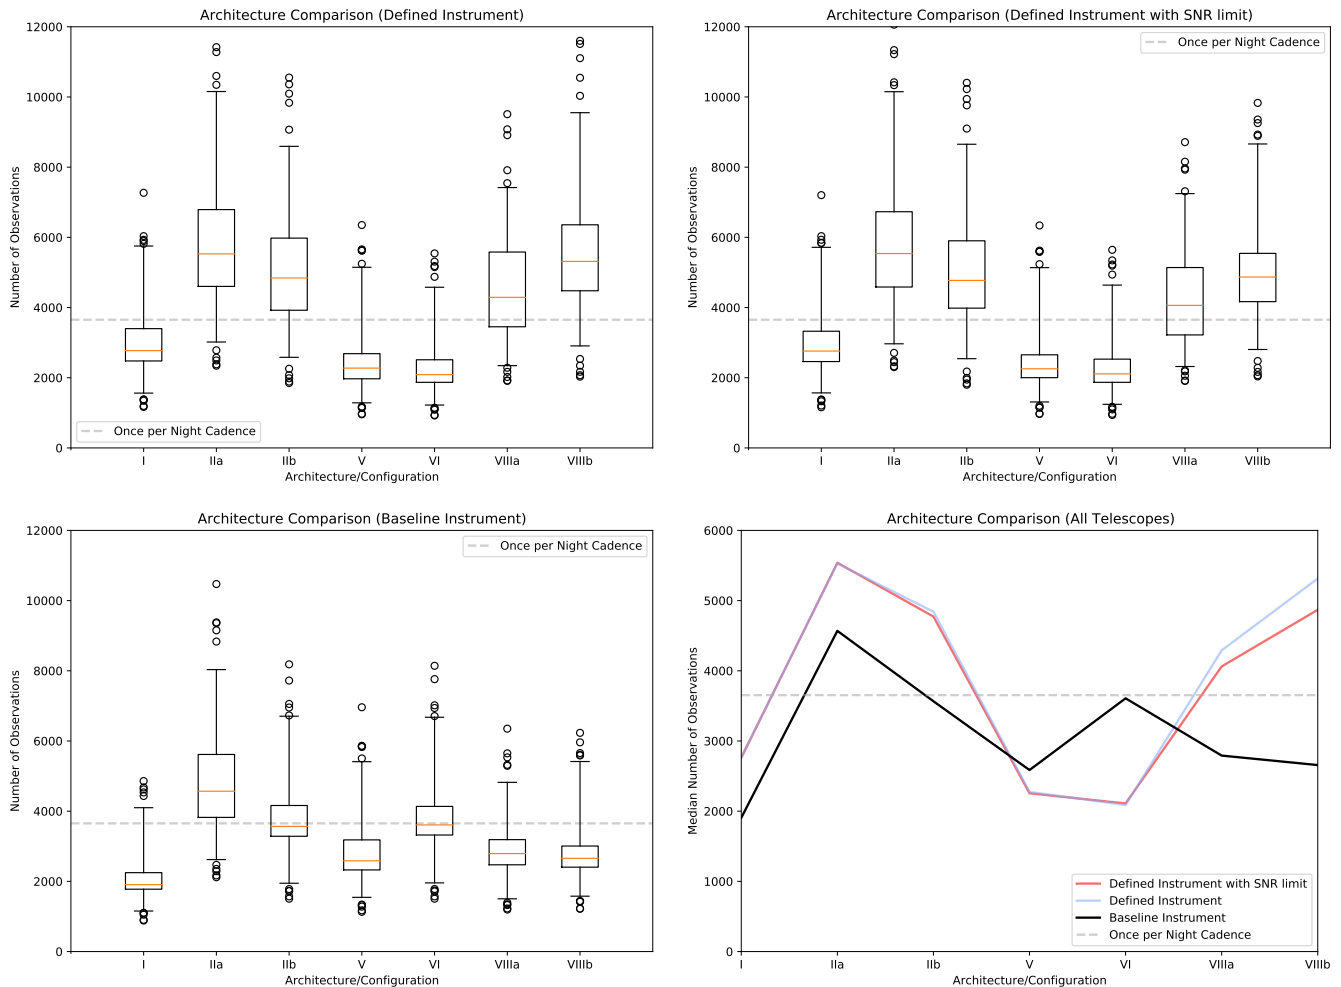 Architecture Comparison (Defined Instrument)
12000
10000
8000
6000
4000
2000
0
Number of Observations
Once per Night Cadence
I IIa IIb V VI VIIIa VIIIb
Architecture/Configuration
Architecture Comparison (Defined Instrument with SNR limit)
12000
10000
8000
6000
4000
2000
0
Number of Observations
Once per Night Cadence
I IIa IIb V VI VIIIa VIIIb
Architecture/Configuration
Architecture Comparison (Baseline Instrument)
12000
10000
8000
6000
4000
2000
0
Number of Observations
Once per Night Cadence
I IIa IIb V VI VIIIa VIIIb
Architecture/Configuration
Architecture Comparison (All Telescopes)
6000
5000
4000
3000
2000
1000
0
Median Number of Observations
Defined Instrument with SNR limit
Defined Instrument
Baseline Instrument
Once per Night Cadence
I IIa IIb V VI VIIIa VIIIb
Architecture/Configuration